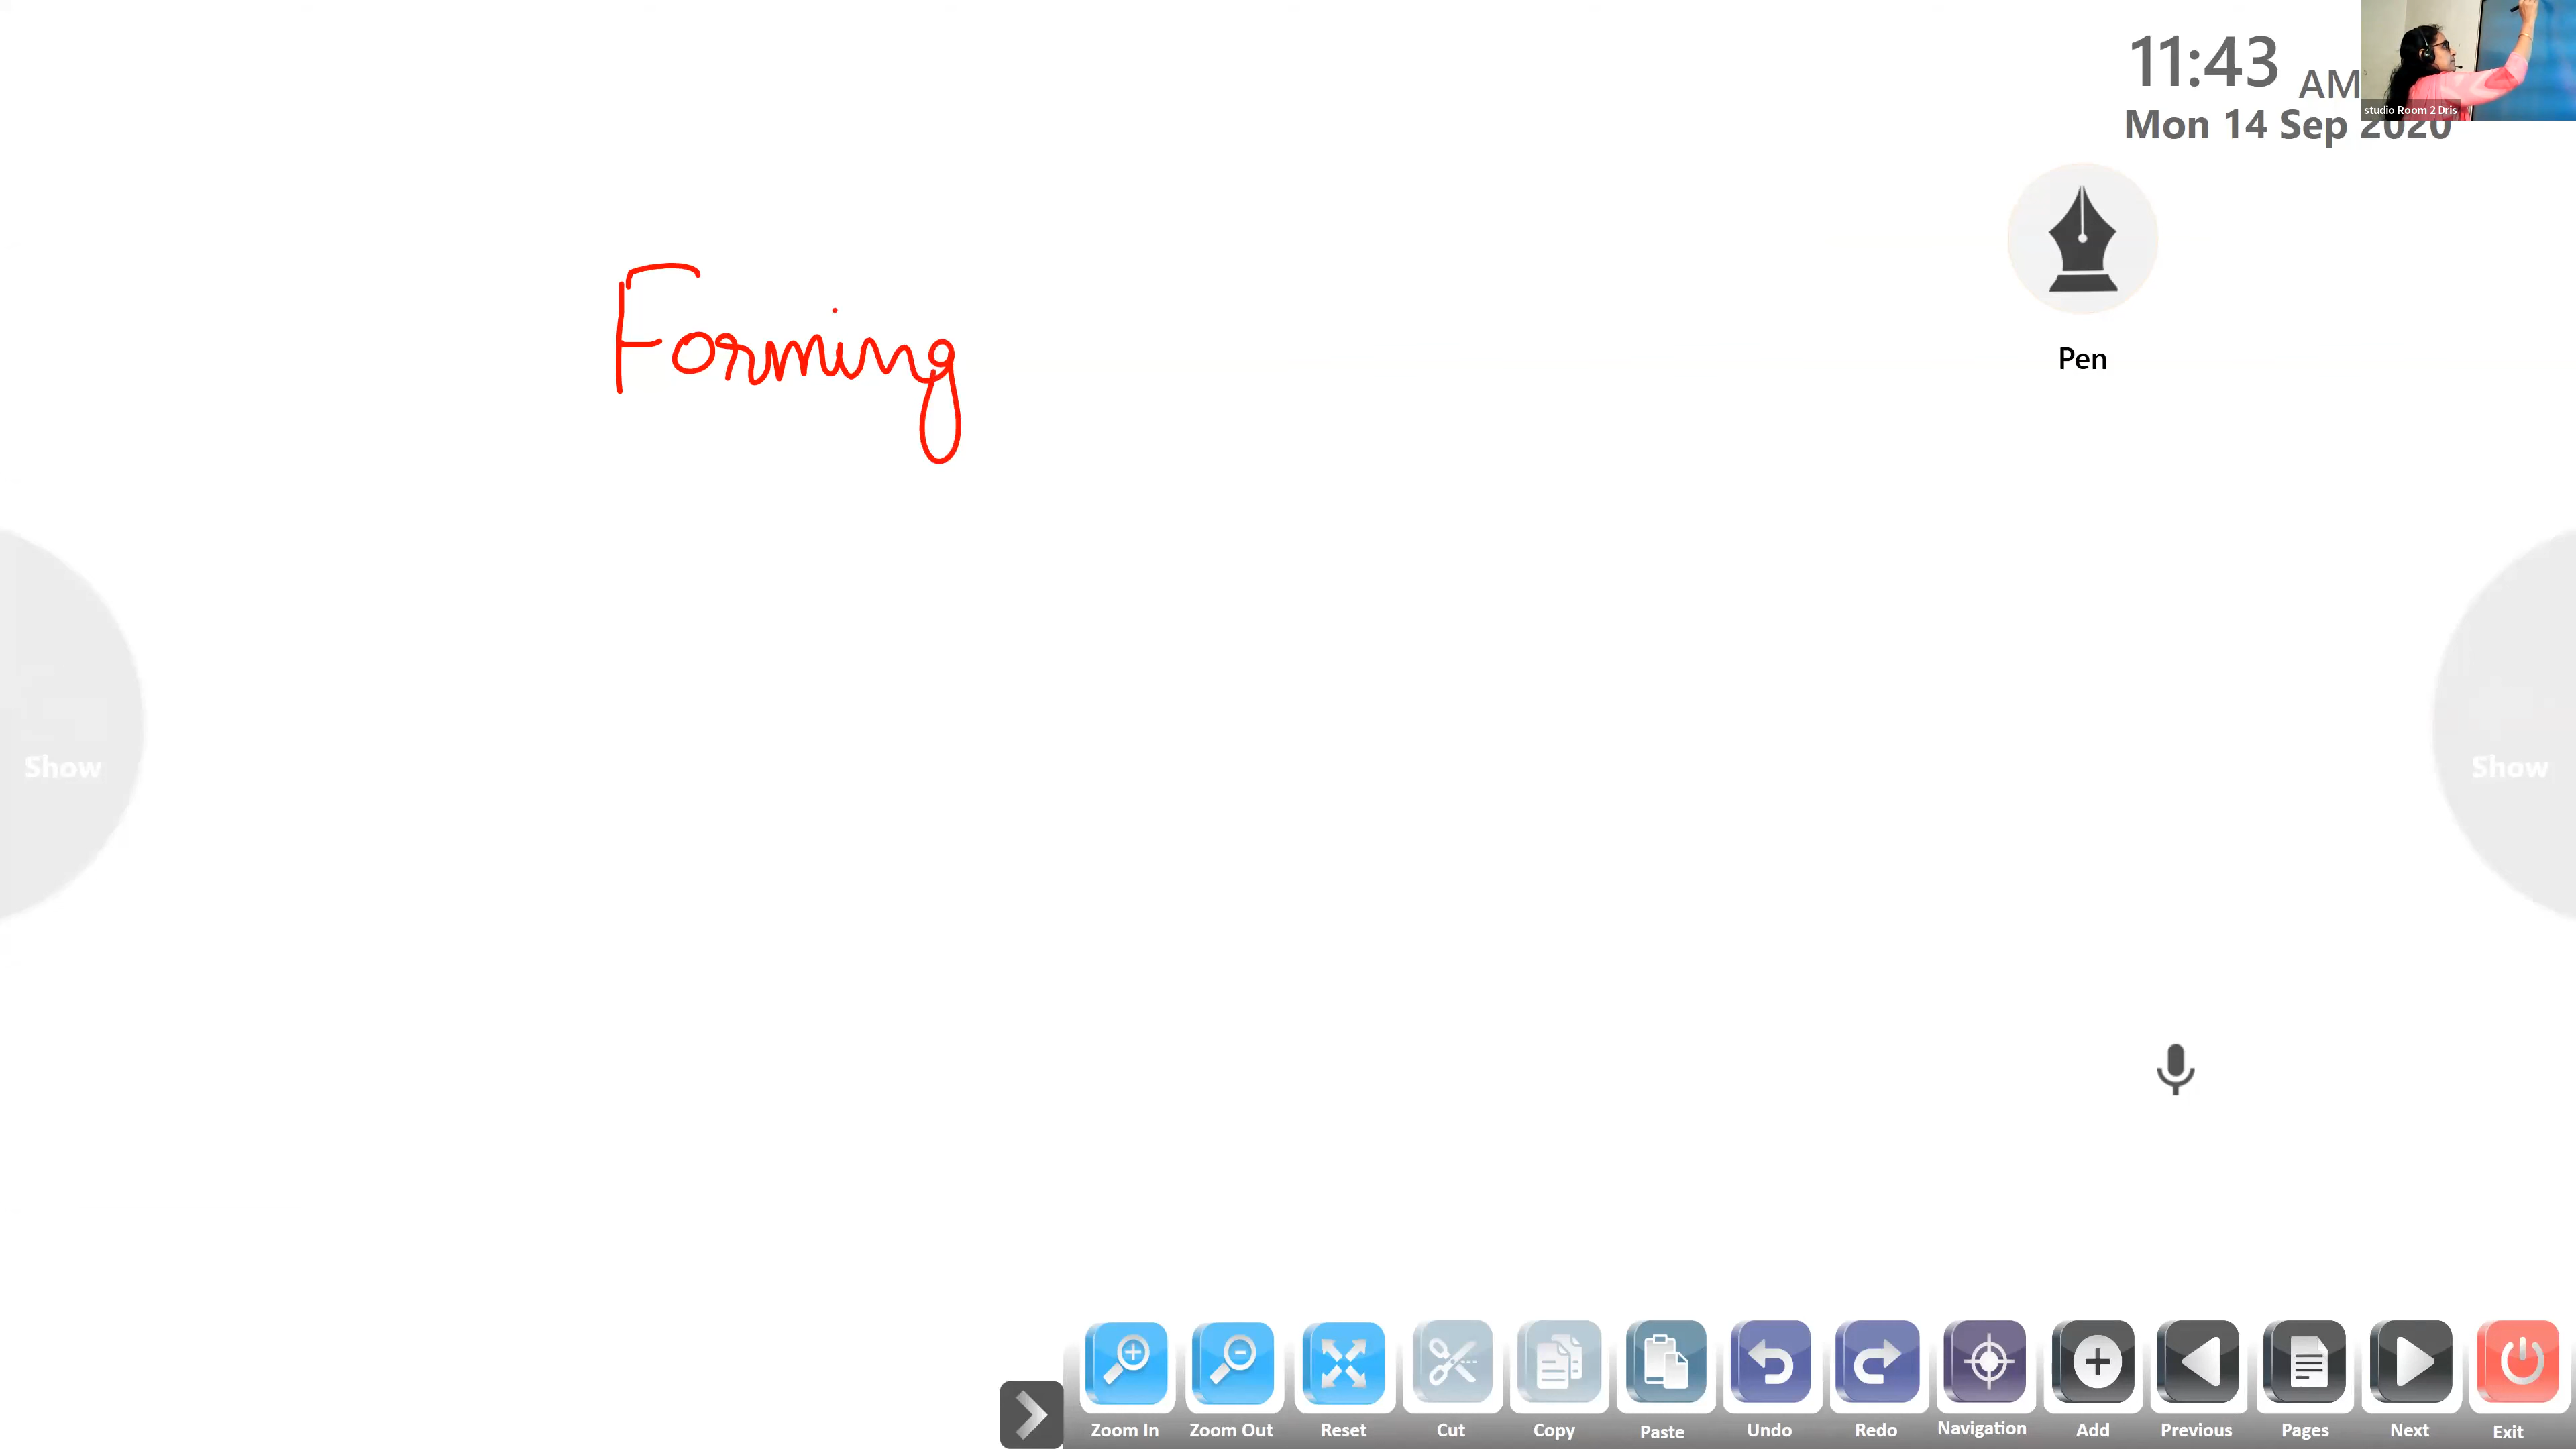 11:43 AM
studio Room 2 Dris
Mon 14 Sep 2020
Forming
Pen
Show
Show
Zoom In
Zoom Out
Reset
Cut
Copy
Paste
Undo
Redo
Navigation
Add
Previous
Pages
Next
Exit